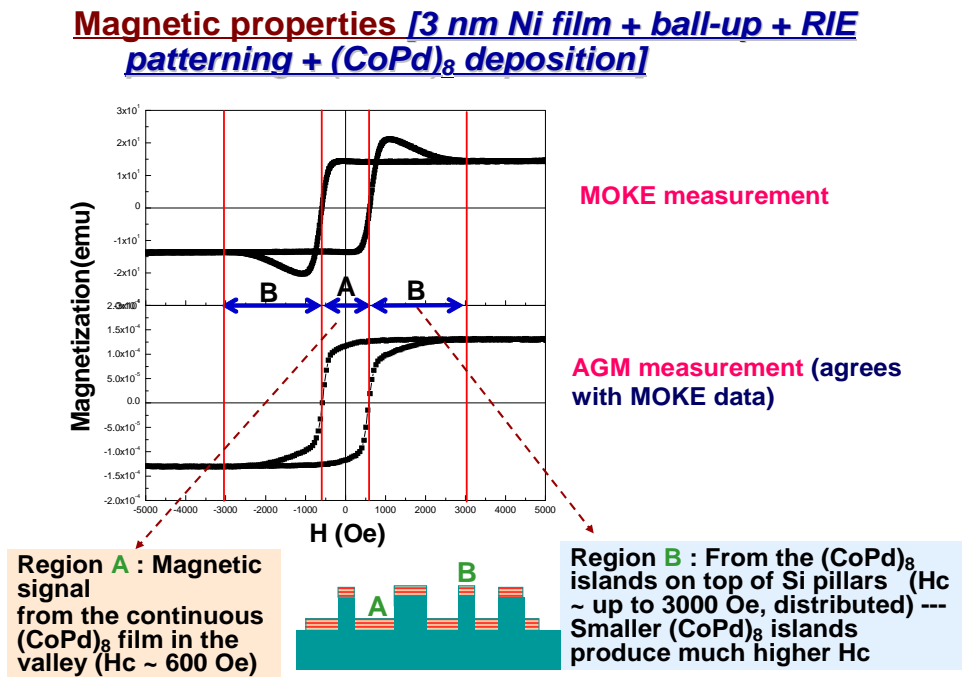 Magnetic properties [3 nm Ni film + ball-up + RIE
patterning + (CoPd)8 deposition]
3x10¹
2x10¹
1x10¹
0
-1x10¹
-2x10¹
MOKE measurement
Magnetization(emu)
B
A
B
1.5x10⁻⁴
1.0x10⁻⁴
5.0x10⁻⁵
0.0
-5.0x10⁻⁵
-1.0x10⁻⁴
-1.5x10⁻⁴
-2.0x10⁻⁴
AGM measurement (agrees
with MOKE data)
-5000 -4000 -3000 -2000 -1000 0 1000 2000 3000 4000 5000
H (Oe)
Region A : Magnetic
signal
from the continuous
(CoPd)8 film in the
valley (Hc ~ 600 Oe)
B
A
Region B : From the (CoPd)8
islands on top of Si pillars (Hc
~ up to 3000 Oe, distributed) ---
Smaller (CoPd)8 islands
produce much higher Hc